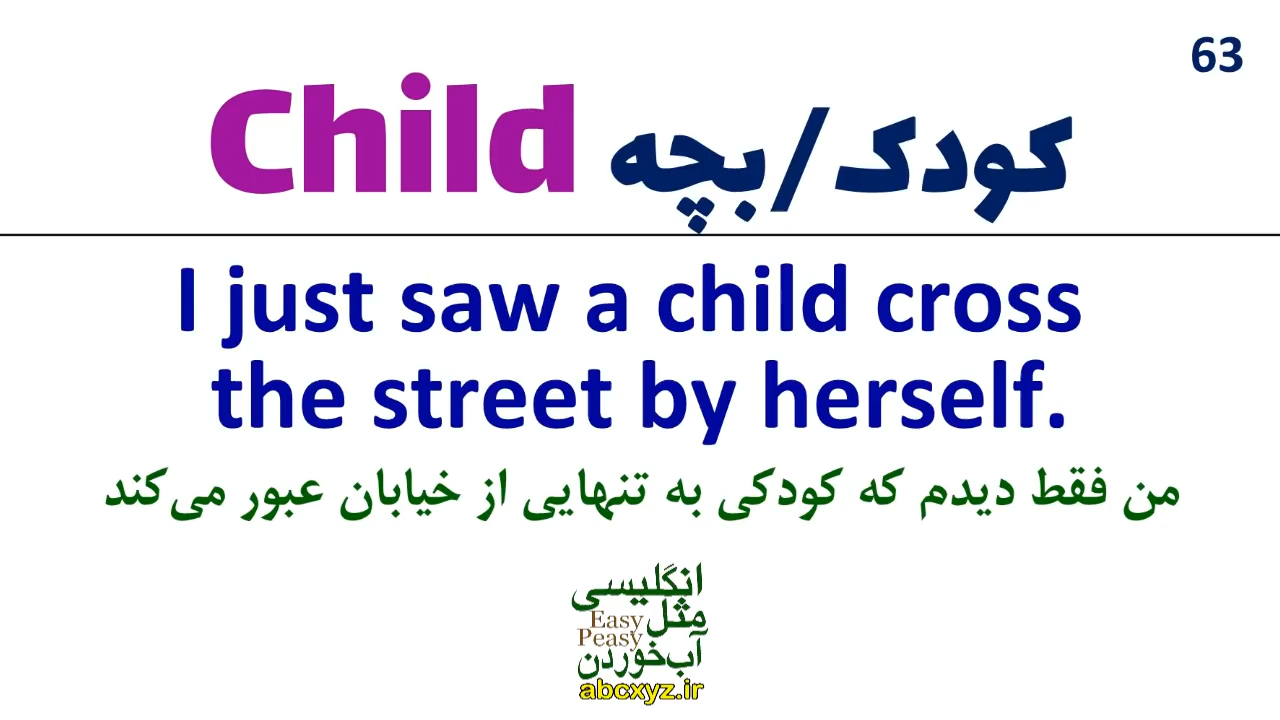 63
Child کودک/بچه
I just saw a child cross
the street by herself.
من فقط دیدم که کودکی به تنهایی از خیابان عبور می‌کند
انگلیسی
مثل Easy
Peasy
آب‌خوردن
abcxyz.ir